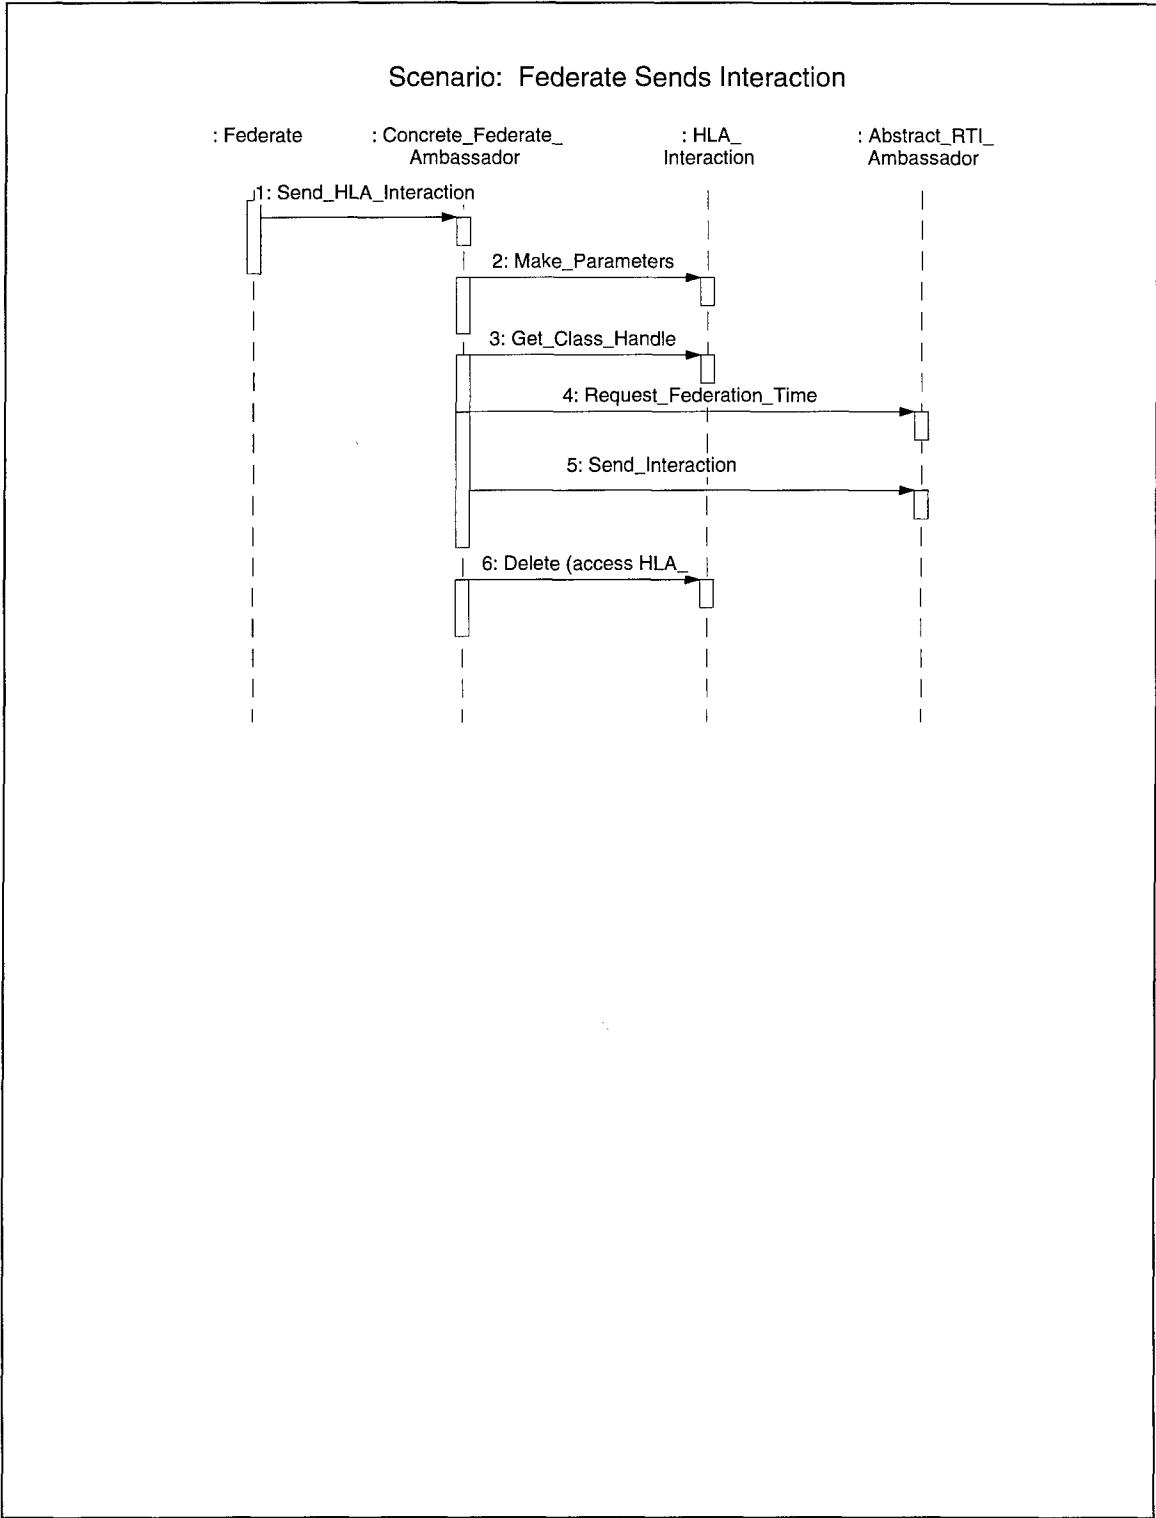 Scenario: Federate Sends Interaction
: Federate
: Concrete_Federate_
Ambassador
: HLA_
Interaction
: Abstract_RTI_
Ambassador
1: Send_HLA_Interaction
2: Make_Parameters
3: Get_Class_Handle
4: Request_Federation_Time
5: Send_Interaction
6: Delete (access HLA_